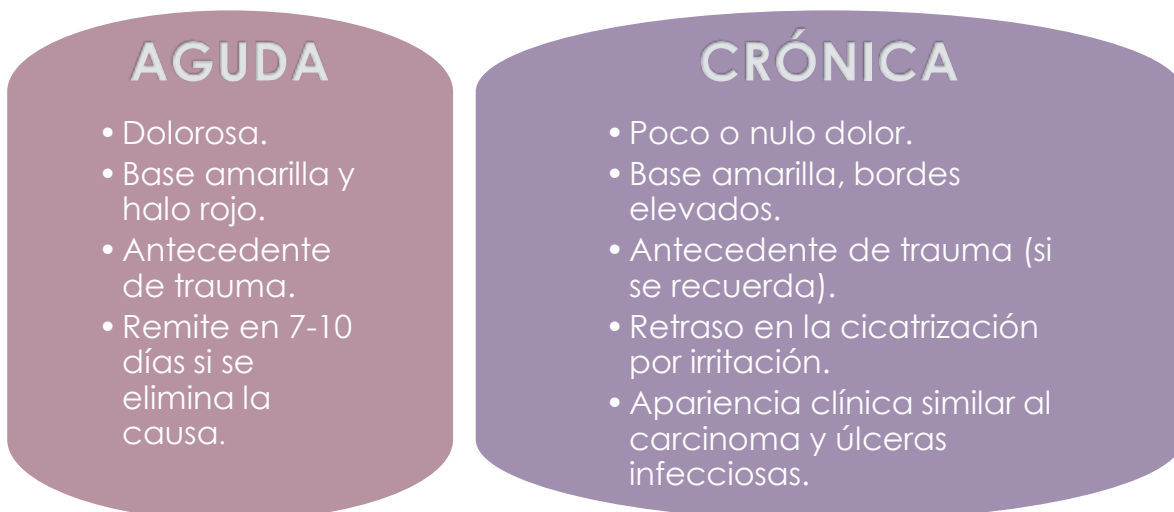 AGUDA
• Dolorosa.
• Base amarilla y
halo rojo.
• Antecedente
de trauma.
• Remite en 7-10
días si se
elimina la
causa.
CRÓNICA
• Poco o nulo dolor.
• Base amarilla, bordes
elevados.
• Antecedente de trauma (si
se recuerda).
• Retraso en la cicatrización
por irritación.
• Apariencia clínica similar al
carcinoma y úlceras
infecciosas.